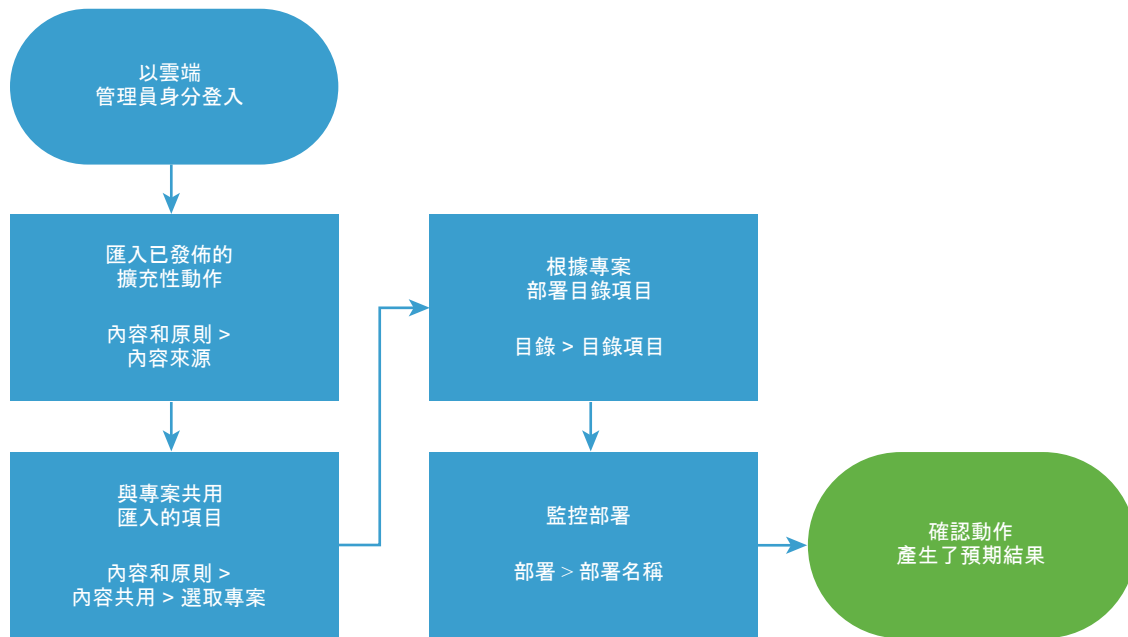 以雲端
管理員身分登入
匯入已發佈的
擴充性動作
內容和原則 >
內容來源
與專案共用
匯入的項目
內容和原則 >
內容共用 > 選取專案
根據專案
部署目錄項目
目錄 > 目錄項目
監控部署
部署 > 部署名稱
確認動作
產生了預期結果